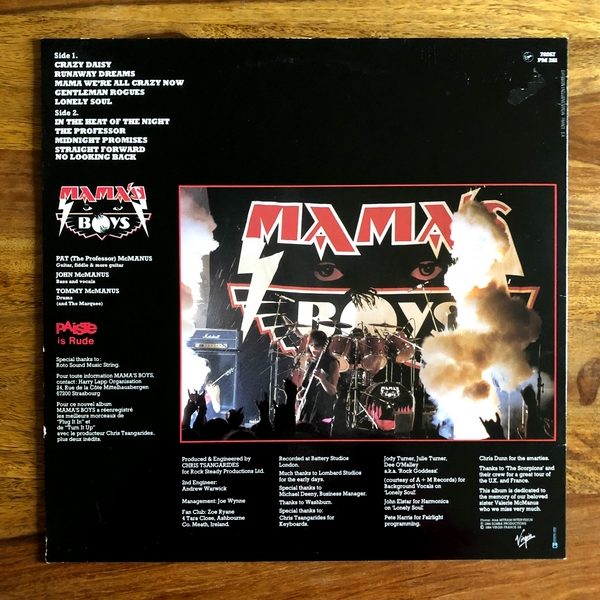 Side 1.
CRAZY DAISY
RUNAWAY DREAMS
MAMA WE'RE ALL CRAZY NOW
GENTLEMAN ROGUES
LONELY SOUL
Side 2.
IN THE HEAT OF THE NIGHT
THE PROFESSOR
MIDNIGHT PROMISES
STRAIGHT FORWARD
NO LOOKING BACK
70267
PM 261
MAMA'S
BOYS
PAT (The Professor) McMANUS
Guitar, fiddle & more guitar
JOHN McMANUS
Bass and vocals
TOMMY McMANUS
Drums
(and The Marquee)
PAiSTe
is Rude
Special thanks to:
Roto Sound Music String.
Pour toute information MAMA'S BOYS,
contact: Harry Lapp Organisation
24, Rue de la Côte Mittelhausbergen
67200 Strasbourg
Pour ce nouvel album
MAMA'S BOYS a réenregistré
les meilleurs morceaux de
"Plug It In" et
de "Turn It Up"
avec le producteur Chris Tsangarides.
plus deux inédits.
MAMA'S
BOYS
Marshall
MAMA'S
BOYS
Produced & Engineered by
CHRIS TSANGARIDES
for Rock Steady Productions Ltd.
2nd Engineer:
Andrew Warwick
Management: Joe Wynne
Fan Club: Zoe Ryane
4 Tara Close, Ashbourne
Co. Meath, Ireland.
Recorded at Battery Studios
London.
Much thanks to Lombard Studios
for the early days.
Special thanks to
Michael Deeny, Business Manager.
Thanks to Washburn.
Special thanks to:
Chris Tsangarides for
Keyboards.
Jody Turner, Julie Turner,
Dee O'Malley
a.k.a. 'Rock Goddess'
(courtesy of A + M Records) for
Background Vocals on
'Lonely Soul'
John Elstar for Harmonica
on 'Lonely Soul'
Pete Harris for Fairlight
programming.
Chris Dunn for the smarties.
Thanks to 'The Scorpions' and
their crew for a great tour of
the U.K. and France.
This album is dedicated to
the memory of our beloved
sister Valerie McManus
who we miss very much.
Virgin